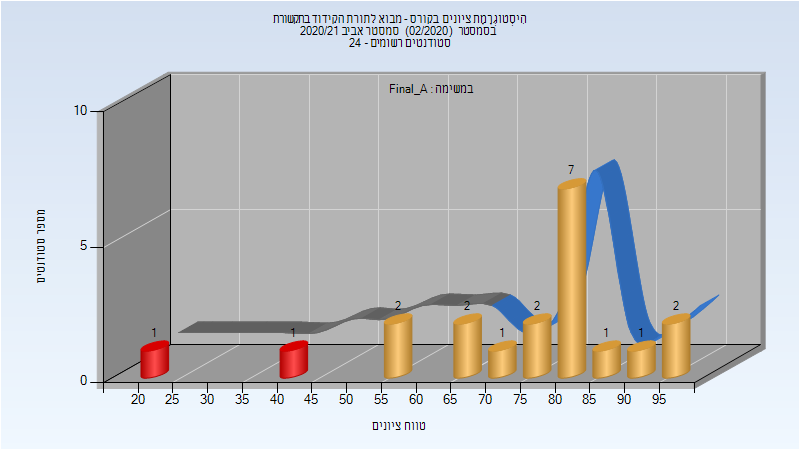 היסטוגרמת ציונים בקורס - מבוא לתורת הקידוד בתקשורת
בסמסטר (02/2020) סמסטר אביב 2020/21
סטודנטים רשומים - 24
במשימה : Final_A
10
5
0
מספר סטודנטים
1 1 2 2 1 2 7 1 1 2
20 25 30 35 40 45 50 55 60 65 70 75 80 85 90 95
טווח ציונים